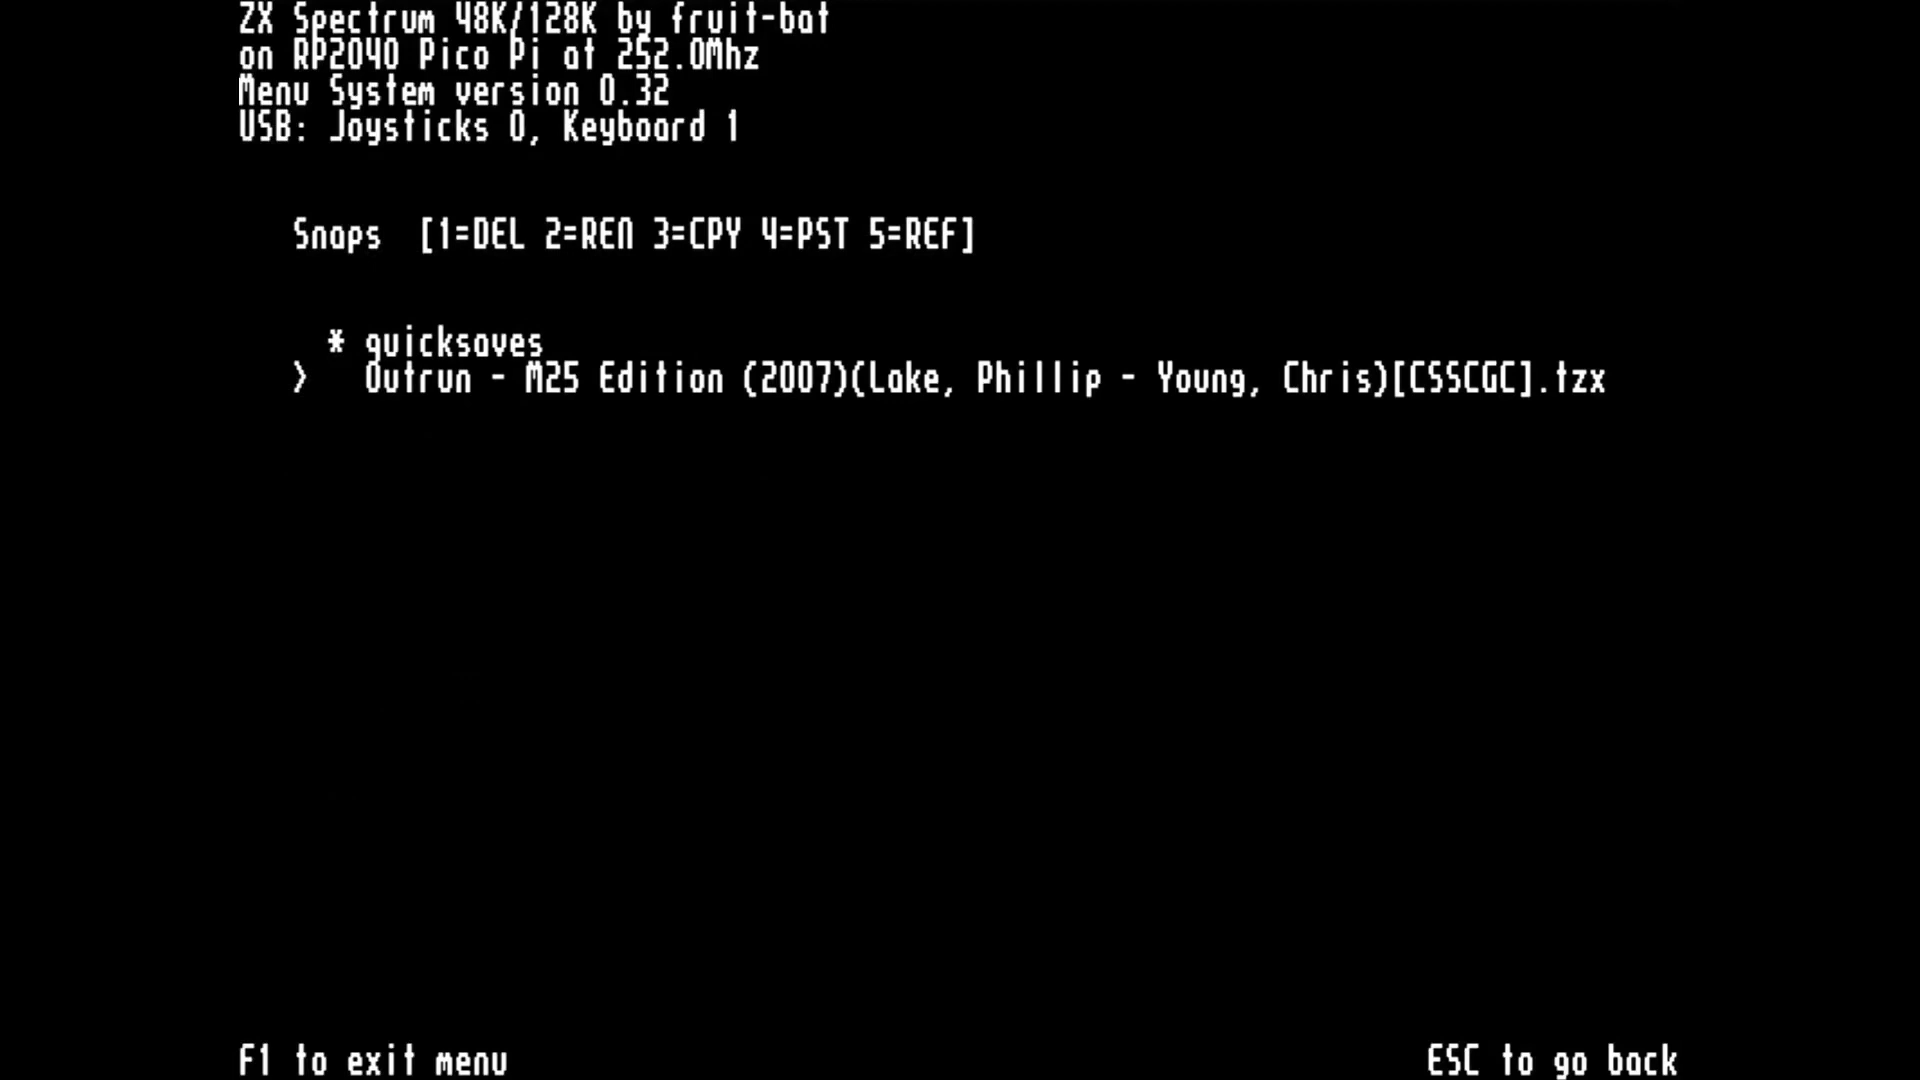 ZX Spectrum 48K/128K by fruit-bat
on RP2040 Pico Pi at 252.0Mhz
Menu System version 0.32
USB: Joysticks 0, Keyboard 1
Snaps [1=DEL 2=REN 3=CPY 4=PST 5=REF]
* quicksaves
> Outrun - M25 Edition (2007)(Lake, Phillip - Young, Chris)[CSSCGC].tzx
F1 to exit menu
ESC to go back